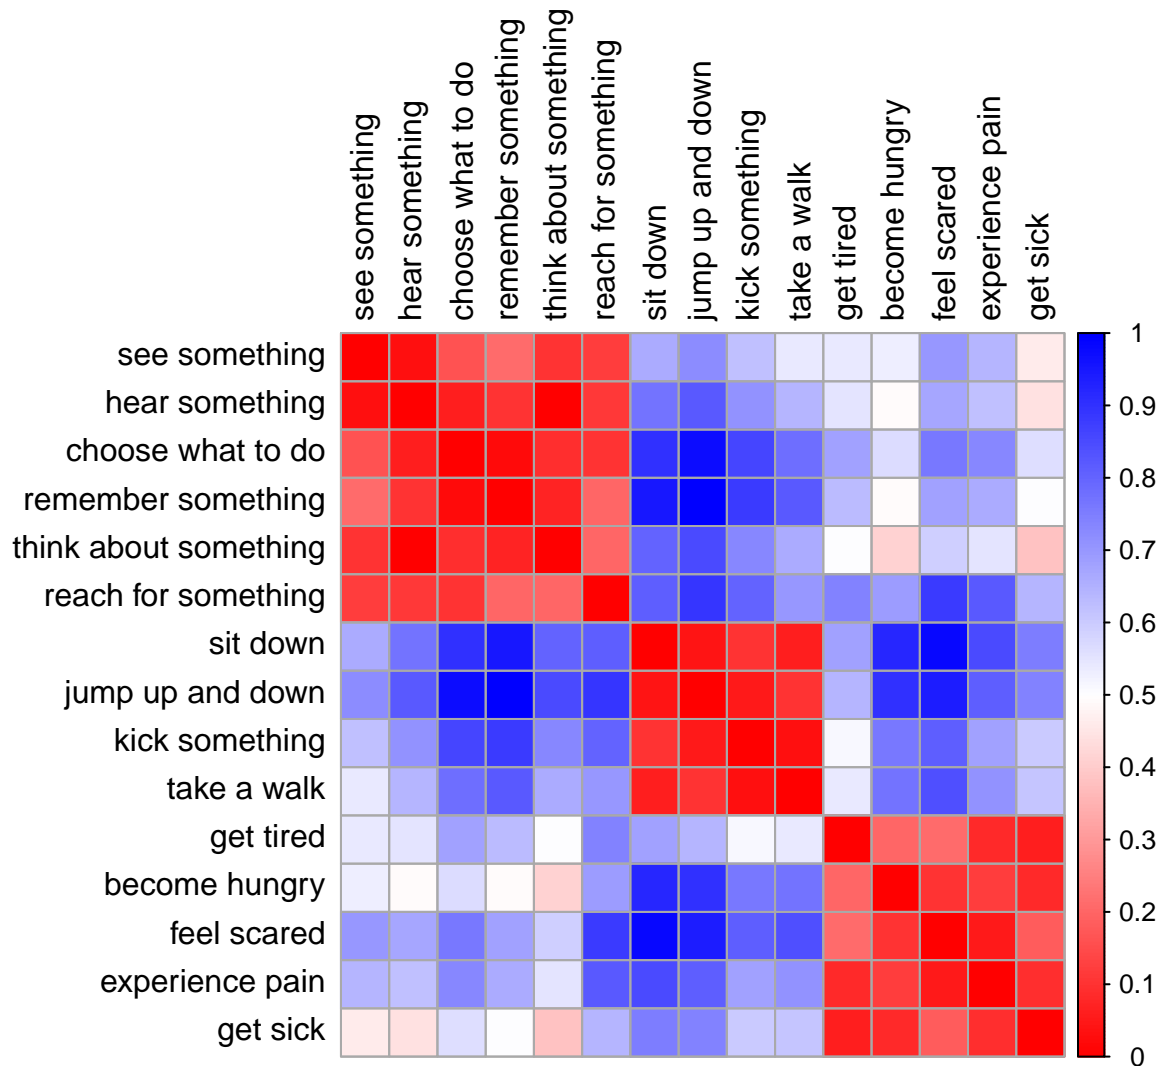 see something
hear something
choose what to do
remember something
think about something
reach for something
sit down
jump up and down
kick something
take a walk
get tired
become hungry
feel scared
experience pain
get sick
see something
hear something
choose what to do
remember something
think about something
reach for something
sit down
jump up and down
kick something
take a walk
get tired
become hungry
feel scared
experience pain
get sick
1
0.9
0.8
0.7
0.6
0.5
0.4
0.3
0.2
0.1
0